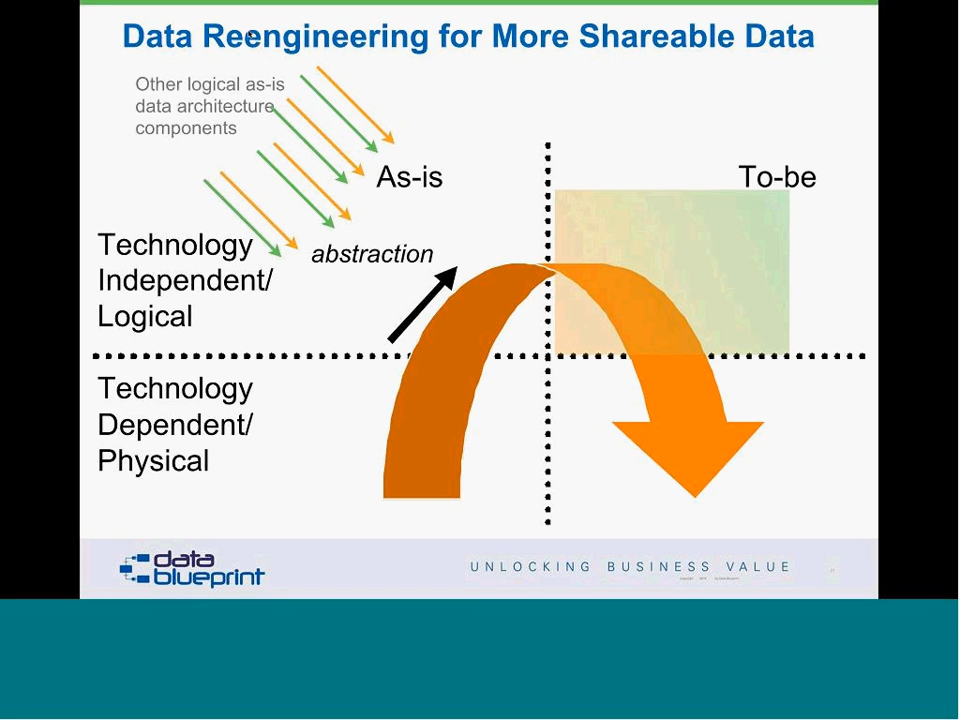 Data Reengineering for More Shareable Data
Other logical as-is
data architecture
components
As-is
To-be
Technology
Independent/
Logical
abstraction
Technology
Dependent/
Physical
data
blueprint
UNLOCKING BUSINESS VALUE